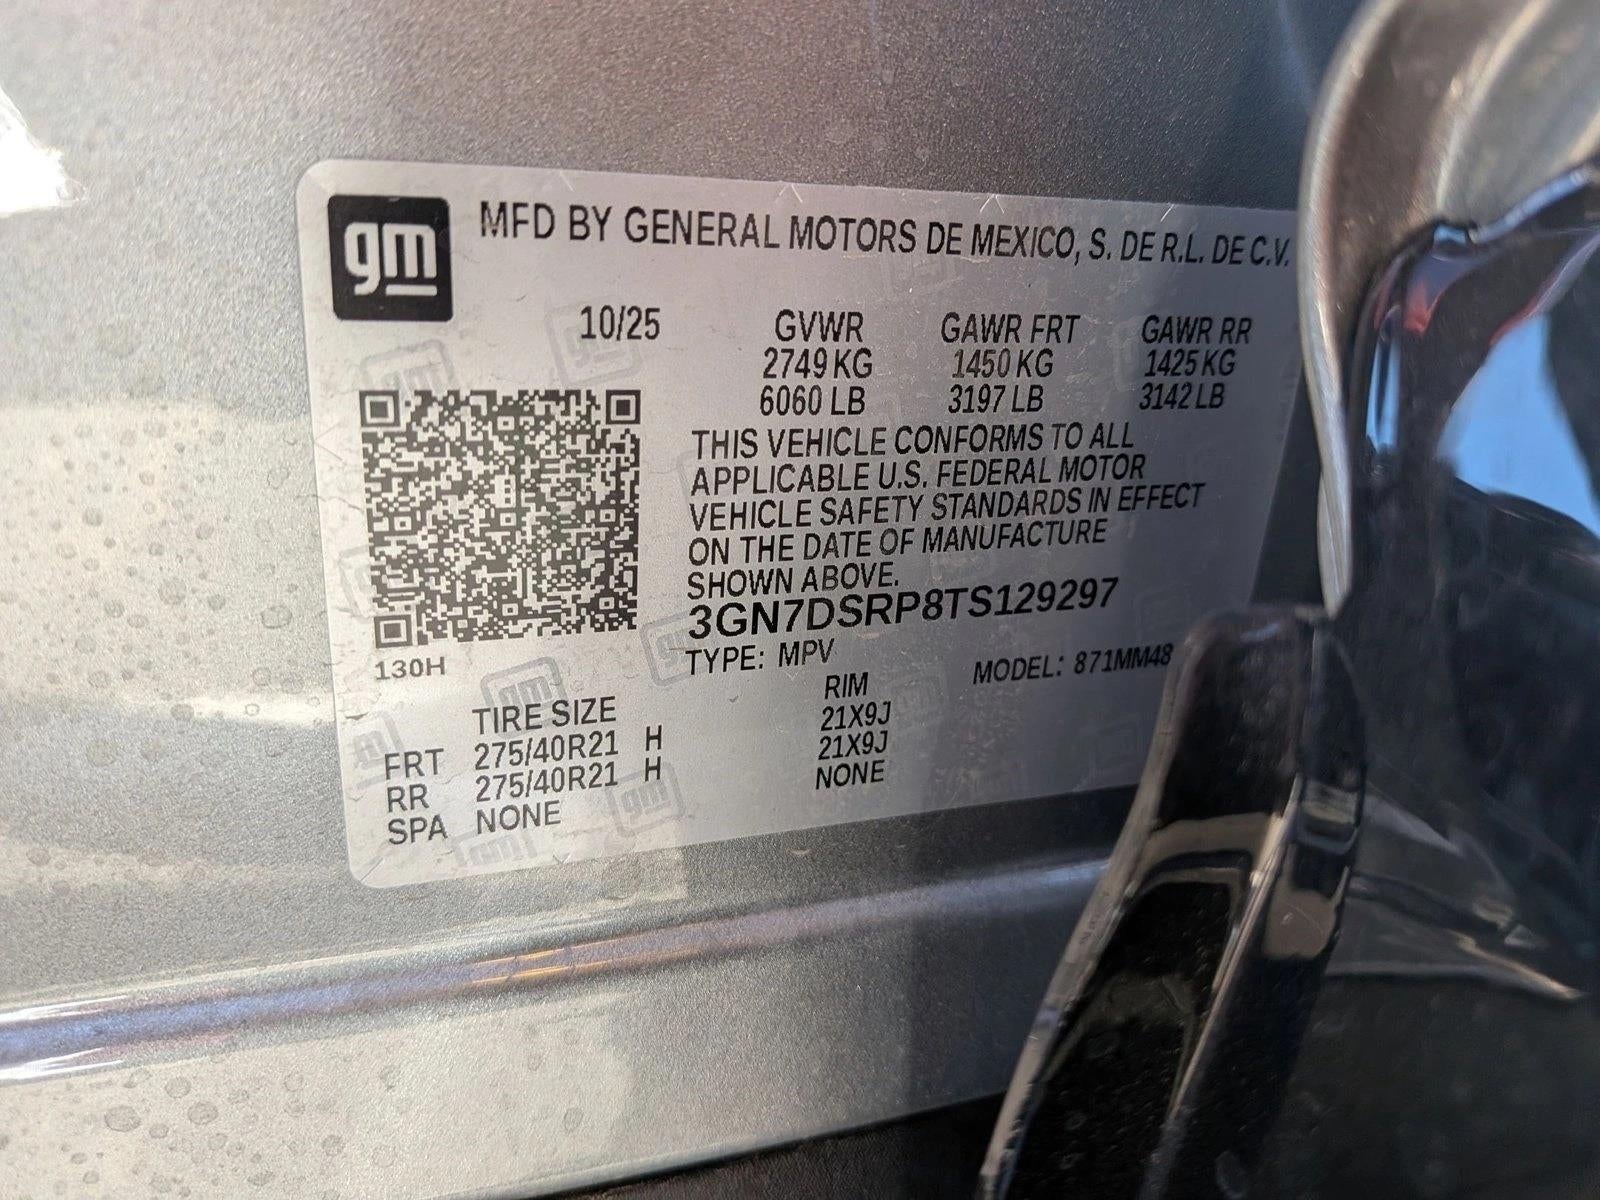 gm
MFD BY GENERAL MOTORS DE MEXICO, S. DE R.L. DE C.V.
10/25 GVWR GAWR FRT GAWR RR
2749 KG 1450 KG 1425 KG
6060 LB 3197 LB 3142 LB
THIS VEHICLE CONFORMS TO ALL
APPLICABLE U.S. FEDERAL MOTOR
VEHICLE SAFETY STANDARDS IN EFFECT
ON THE DATE OF MANUFACTURE
SHOWN ABOVE.
3GN7DSRP8TS129297
130H
TYPE: MPV MODEL: 871MM48
TIRE SIZE RIM
FRT 275/40R21 H 21X9J
RR 275/40R21 H 21X9J
SPA NONE NONE